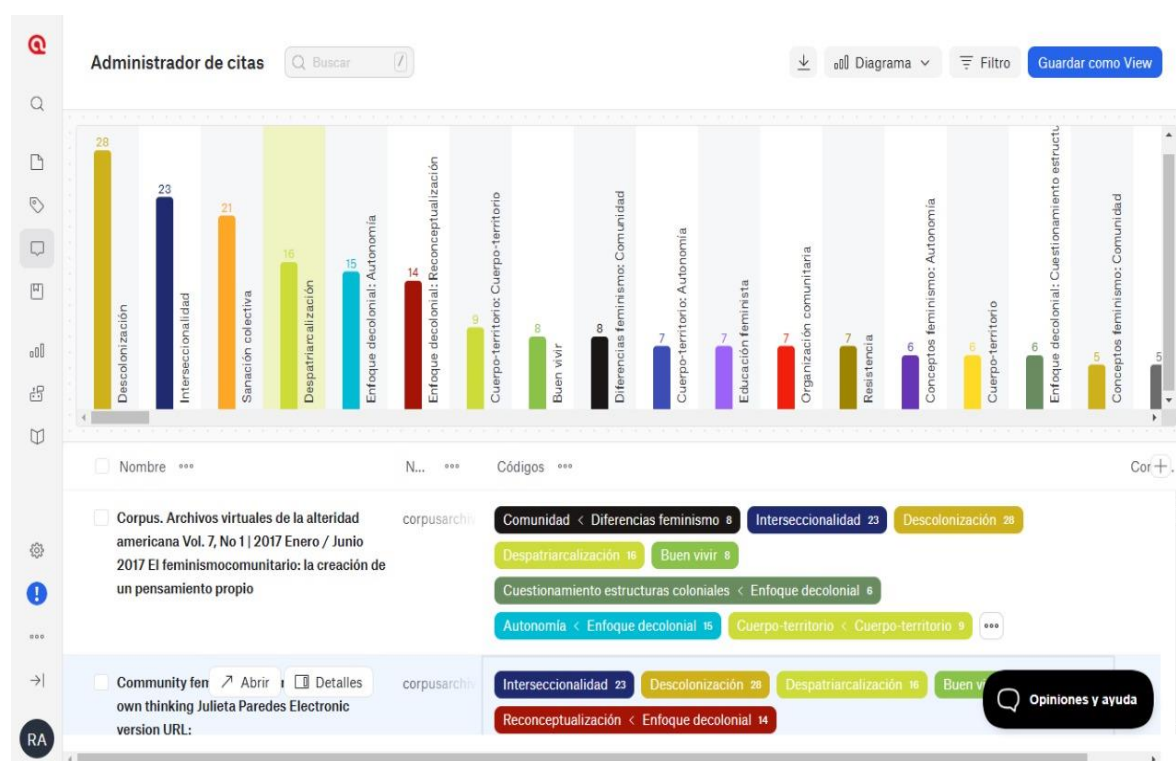 Administrador de citas
Buscar /
Diagrama
Filtro
Guardar como View
28
Descolonización
23
Interseccionalidad
21
Sanación colectiva
16
Despatriarcalización
15
Enfoque decolonial: Autonomía
14
Enfoque decolonial: Reconceptualización
9
Cuerpo-territorio: Cuerpo-territorio
8
Buen vivir
8
Diferencias feminismo: Comunidad
7
Cuerpo-territorio: Autonomía
7
Educación feminista
7
Organización comunitaria
7
Resistencia
6
Conceptos feminismo: Autonomía
6
Cuerpo-territorio
6
Enfoque decolonial: Cuestionamiento estructu
5
Conceptos feminismo: Comunidad
5
Nombre
N...
Códigos
Corpus. Archivos virtuales de la alteridad
americana Vol. 7, No 1 | 2017 Enero / Junio
2017 El feminismocomunitario: la creación de
un pensamiento propio
corpusarchi
Comunidad < Diferencias feminismo 8
Interseccionalidad 23
Descolonización 28
Despatriarcalización 16
Buen vivir 8
Cuestionamiento estructuras coloniales < Enfoque decolonial 6
Autonomía < Enfoque decolonial 15
Cuerpo-territorio < Cuerpo-territorio 9
Community fem
Abrir
Detalles
own thinking Julieta Paredes Electronic
version URL:
corpusarchi
Interseccionalidad 23
Descolonización 28
Despatriarcalización 16
Buen
Reconceptualización < Enfoque decolonial 14
Opiniones y ayuda
RA